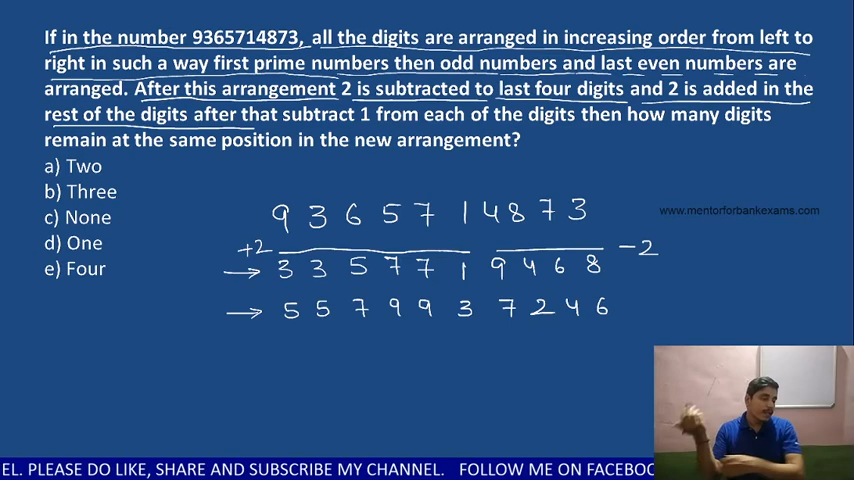 If in the number 9365714873, all the digits are arranged in increasing order from left to
right in such a way first prime numbers then odd numbers and last even numbers are
arranged. After this arrangement 2 is subtracted to last four digits and 2 is added in the
rest of the digits after that subtract 1 from each of the digits then how many digits
remain at the same position in the new arrangement?
a) Two
b) Three
c) None
d) One
e) Four
9 3 6 5 7 1 4 8 7 3
www.mentorforbankexams.com
+2 -2
→ 3 3 5 7 7 1 9 4 6 8
→ 5 5 7 9 9 3 7 2 4 6
EL. PLEASE DO LIKE, SHARE AND SUBSCRIBE MY CHANNEL. FOLLOW ME ON FACEBOO